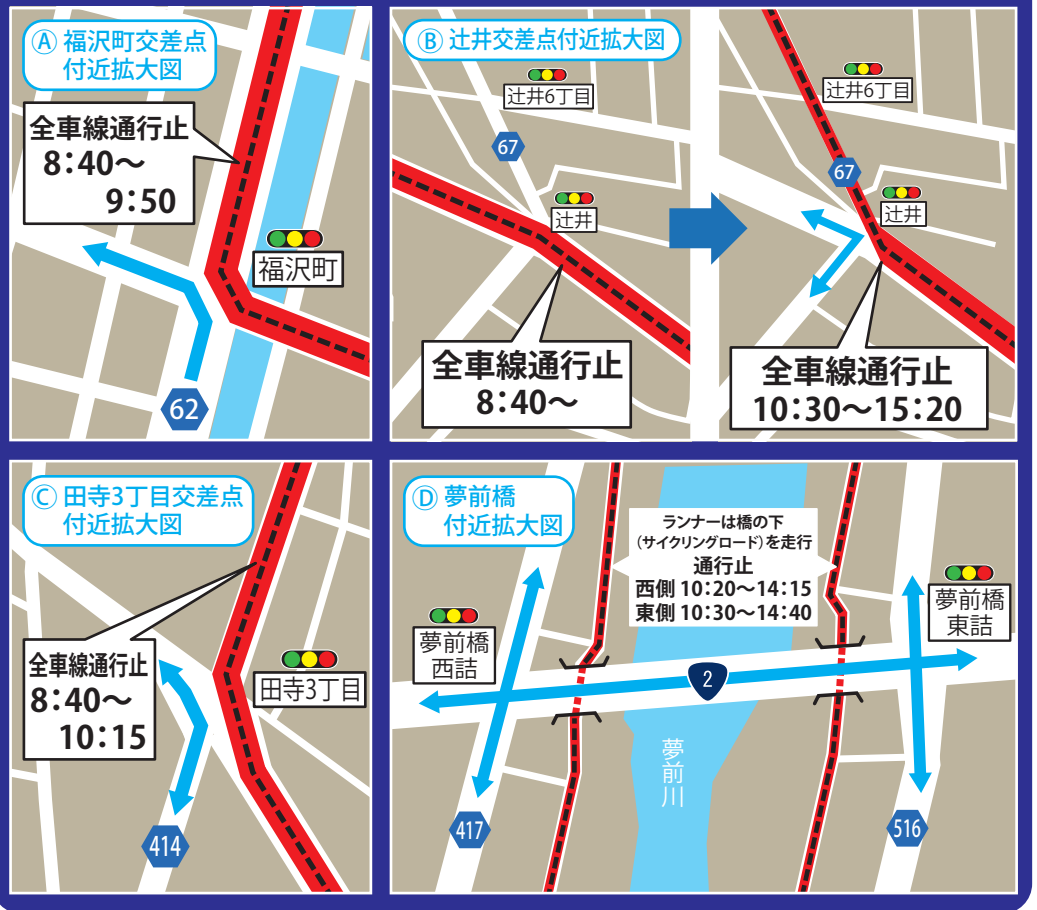 Ⓐ 福沢町交差点
付近拡大図
全車線通行止
8：40～
9：50
福沢町
62
Ⓑ 辻井交差点付近拡大図
辻井6丁目
67
辻井
全車線通行止
8：40～
辻井6丁目
67
辻井
全車線通行止
10：30～15：20
Ⓒ 田寺3丁目交差点
付近拡大図
全車線通行止
8：40～
10：15
田寺3丁目
414
Ⓓ 夢前橋
付近拡大図
ランナーは橋の下
（サイクリングロード）を走行
通行止
西側 10：20～14：15
東側 10：30～14：40
夢前橋
西詰
夢前橋
東詰
2
夢前川
417
516